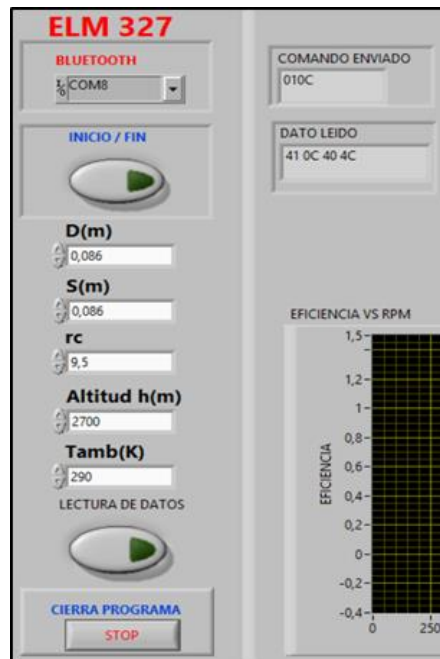 ELM 327
BLUETOOTH
COM8
INICIO / FIN
D(m)
0,086
S(m)
0,086
rc
9,5
Altitud h(m)
2700
Tamb(K)
290
LECTURA DE DATOS
CIERRA PROGRAMA
STOP
COMANDO ENVIADO
010C
DATO LEIDO
41 0C 40 4C
EFICIENCIA VS RPM
EFICIENCIA
1,5-
1,2-
1-
0,8-
0,6-
0,4-
0,2-
0-
-0,2-
-0,4-
0
250